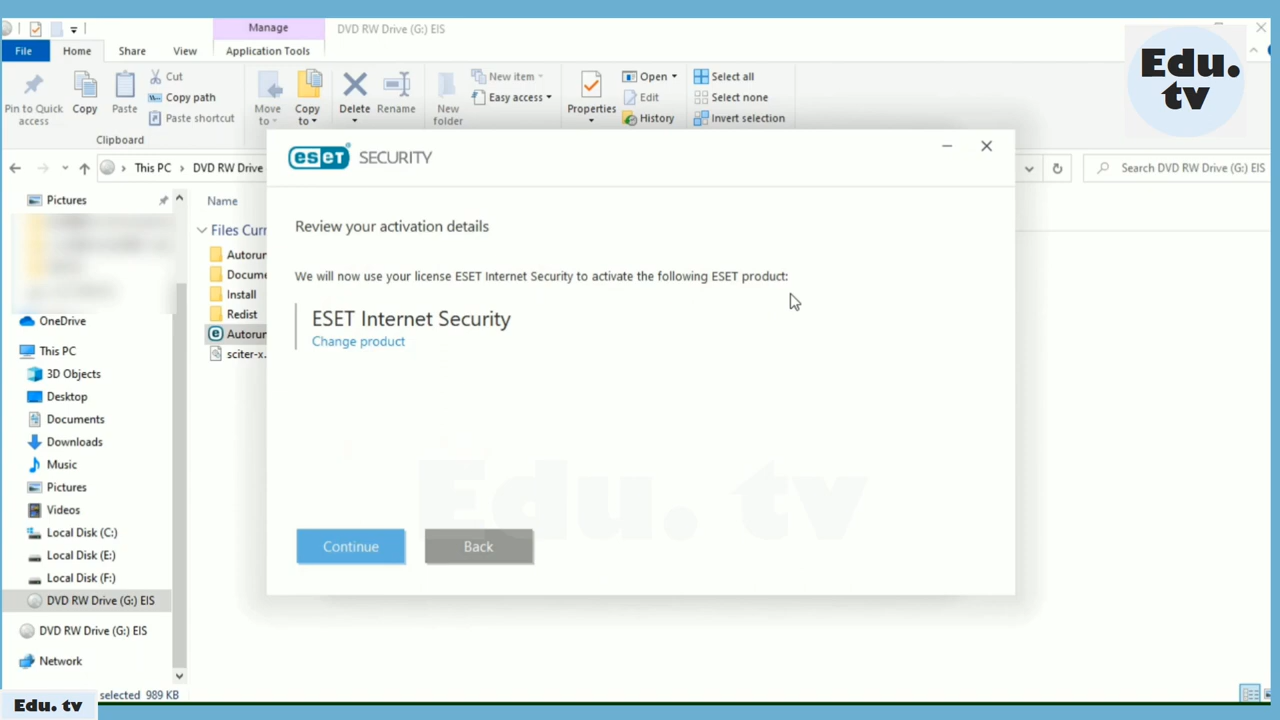 Manage
DVD RW Drive (G:) EIS
File
Home
Share
View
Application Tools
Edu.
tv
Pin to Quick
access
Copy
Paste
Cut
Copy path
Paste shortcut
Clipboard
Move
to
Copy
to
Delete
Rename
New
folder
New item
Easy access
Properties
Open
Edit
History
Select all
Select none
Invert selection
This PC
DVD RW Drive
Search DVD RW Drive (G:) EIS
Pictures
OneDrive
This PC
3D Objects
Desktop
Documents
Downloads
Music
Pictures
Videos
Local Disk (C:)
Local Disk (E:)
Local Disk (F:)
DVD RW Drive (G:) EIS
DVD RW Drive (G:) EIS
Network
Name
Files Curr
Autorun
Docume
Install
Redist
Autorun
sciter-x.
eset SECURITY
Review your activation details
We will now use your license ESET Internet Security to activate the following ESET product:
ESET Internet Security
Change product
Edu. tv
Continue
Back
Edu. tv
selected 989 KB